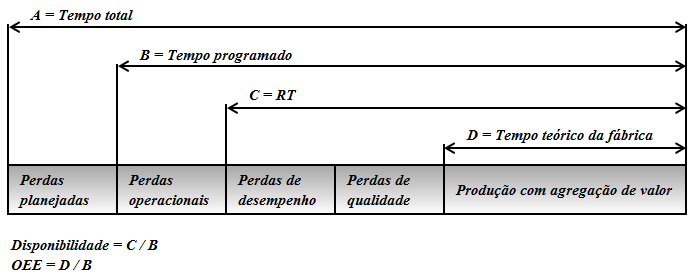 A = Tempo total
B = Tempo programado
C = RT
D = Tempo teórico da fábrica
Perdas planejadas
Perdas operacionais
Perdas de desempenho
Perdas de qualidade
Produção com agregação de valor
Disponibilidade = C / B
OEE = D / B